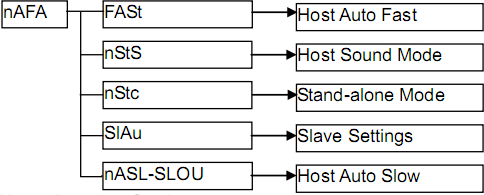 nAFA FASt Host Auto Fast
nStS Host Sound Mode
nStc Stand-alone Mode
SlAu Slave Settings
nASL-SLOU Host Auto Slow